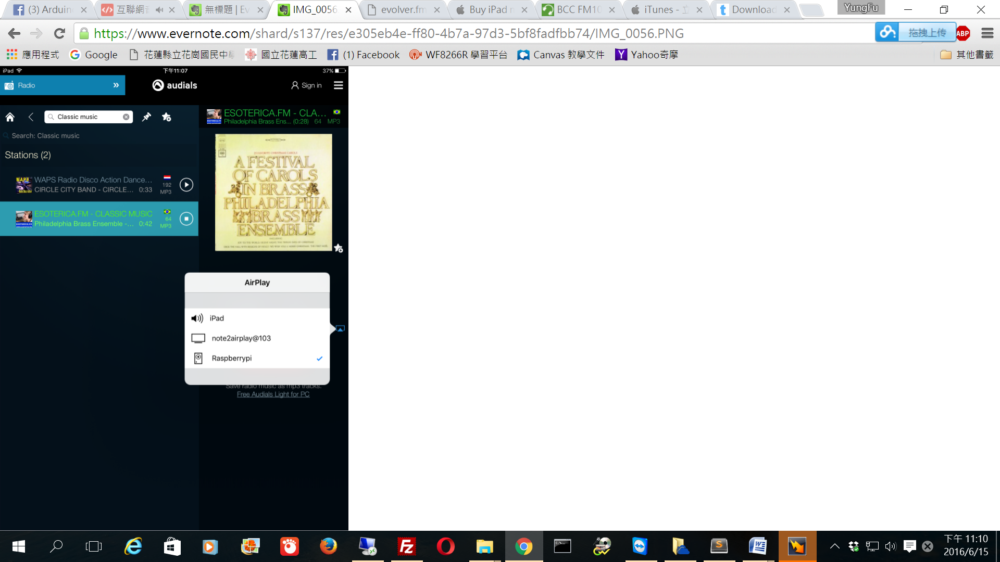 (3) Arduin
互聯網
無標題 | Ev
IMG_0056
evolver.fm
Buy iPad
BCC FM10
iTunes -
Download
YungFu
https://www.evernote.com/shard/s137/res/e305eb4e-ff80-4b7a-97d3-5bf8fadfbb74/IMG_0056.PNG
拖拽上传
ABP
應用程式
Google
花蓮縣立花崗國民中
國立花蓮高工
(1) Facebook
WF8266R 學習平台
Canvas 教學文件
Yahoo奇摩
其他書籤
iPad
下午11:07
37%
Radio
audials
Sign in
Classic music
Search: Classic music
Stations (2)
WAPS
WAPS Radio Disco Action Dance...
CIRCLE CITY BAND - CIRCLE... 0:33
192
MP3
ESOTERICA.FM - CLASSIC MUSIC
Philadelphia Brass Ensemble -... 0:42
64
MP3
ESOTERICA.FM - CLA...
Philadelphia Brass Ens... (0:28) 64 MP3
A FESTIVAL
OF CAROLS
IN BRASS
PHILADELPHIA
BRASS
ENSEMBLE
AirPlay
iPad
note2airplay@103
Raspberrypi
Save radio music as mp3 tracks.
Free Audials Light for PC
下午 11:10
2016/6/15